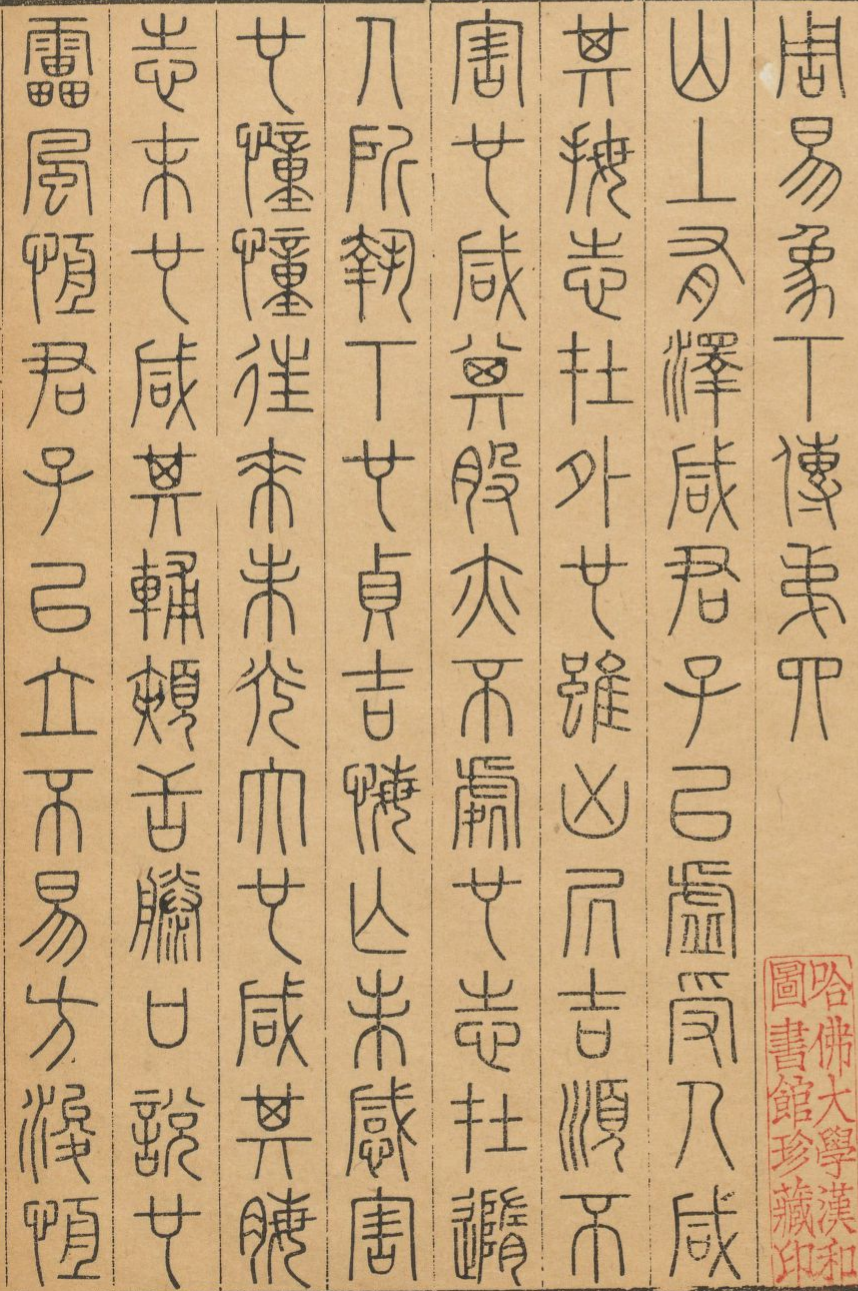 周易象下傳弟四
山上有澤咸君子㠯虛受人咸
其拇志在外也雖凶凥吉順不
害也咸其股亦不處也志在隨
人所執下也貞吉悔亡未感害
也憧憧往來未光大也咸其脢
志末也咸其輔頰舌滕口說也
雷風恆君子㠯立不易方浚恆
哈佛大學漢和
圖書館珍藏印